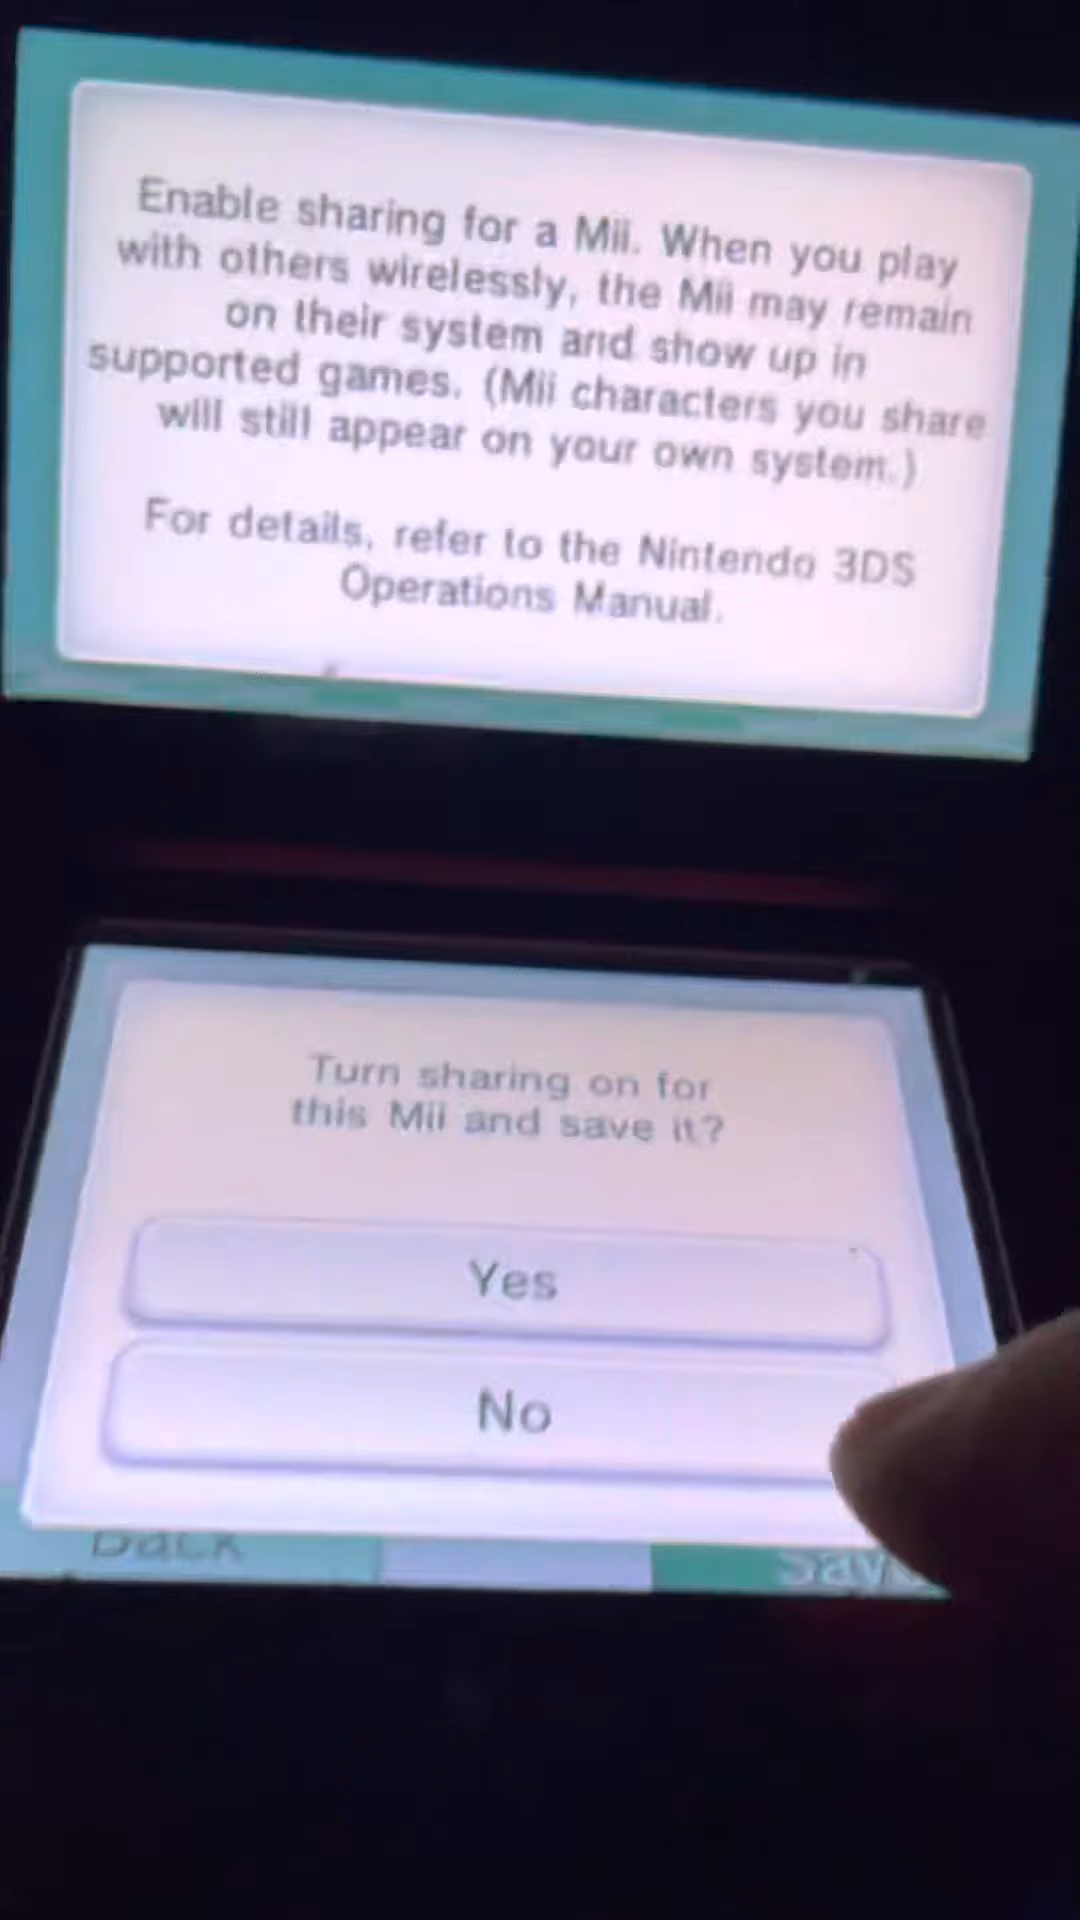 Enable sharing for a Mii. When you play
with others wirelessly, the Mii may remain
on their system and show up in
supported games. (Mii characters you share
will still appear on your own system.)
For details, refer to the Nintendo 3DS
Operations Manual.
Turn sharing on for
this Mii and save it?
Yes
No
Back
Save